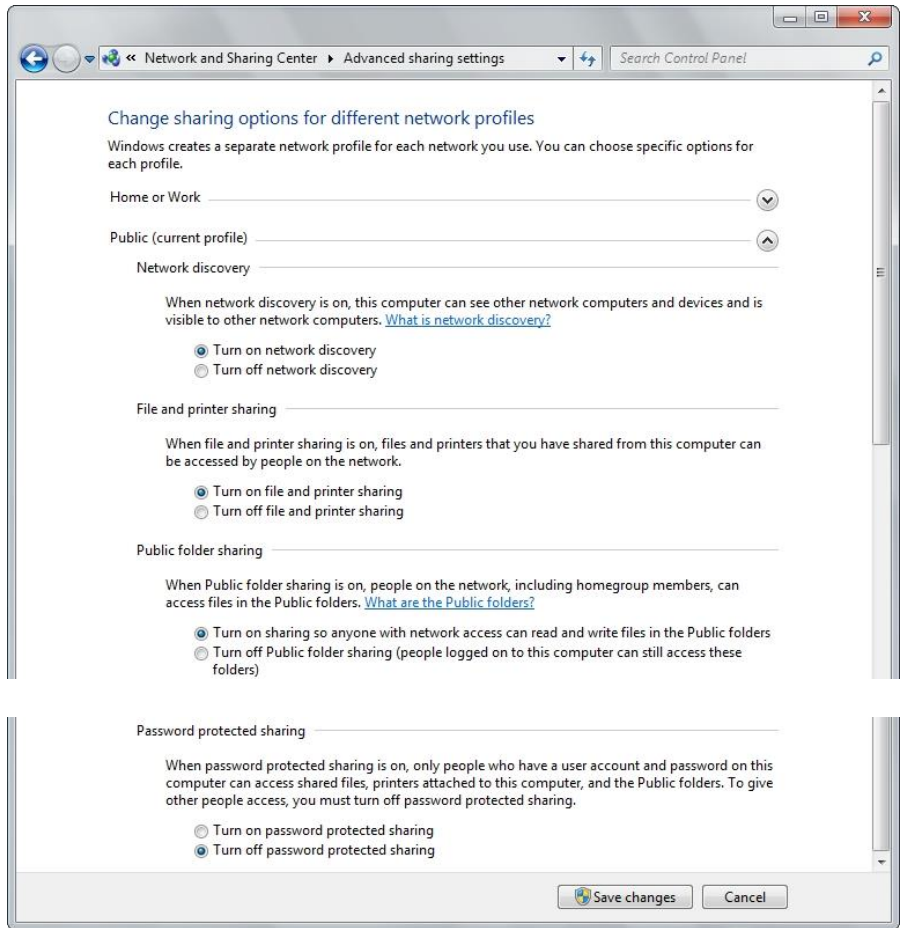 « Network and Sharing Center ▸ Advanced sharing settings Search Control Panel
Change sharing options for different network profiles
Windows creates a separate network profile for each network you use. You can choose specific options for
each profile.
Home or Work
Public (current profile)
Network discovery
When network discovery is on, this computer can see other network computers and devices and is
visible to other network computers. What is network discovery?
Turn on network discovery
Turn off network discovery
File and printer sharing
When file and printer sharing is on, files and printers that you have shared from this computer can
be accessed by people on the network.
Turn on file and printer sharing
Turn off file and printer sharing
Public folder sharing
When Public folder sharing is on, people on the network, including homegroup members, can
access files in the Public folders. What are the Public folders?
Turn on sharing so anyone with network access can read and write files in the Public folders
Turn off Public folder sharing (people logged on to this computer can still access these
folders)
Password protected sharing
When password protected sharing is on, only people who have a user account and password on this
computer can access shared files, printers attached to this computer, and the Public folders. To give
other people access, you must turn off password protected sharing.
Turn on password protected sharing
Turn off password protected sharing
Save changes Cancel